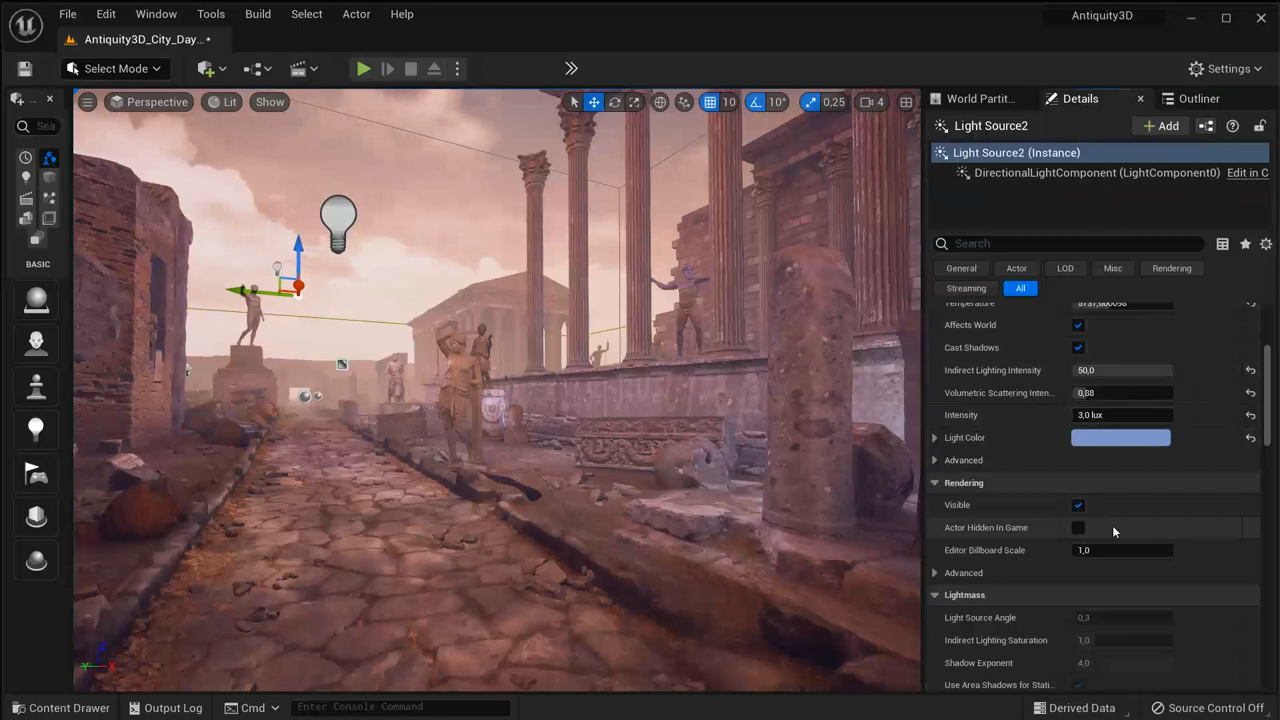 File Edit Window Tools Build Select Actor Help
Antiquity3D
Antiquity3D_City_Day...*
Select Mode
Settings
Perspective Lit Show 10 10° 0,25 4
... Sea
BASIC
World Partit... Details Outliner
Light Source2 Add
Light Source2 (Instance)
DirectionalLightComponent (LightComponent0) Edit in C
Search
General Actor LOD Misc Rendering
Streaming All
Temperature
Affects World
Cast Shadows
Indirect Lighting Intensity 50,0
Volumetric Scattering Inten... 0,88
Intensity 3,0 lux
Light Color
Advanced
Rendering
Visible
Actor Hidden In Game
Editor Billboard Scale 1,0
Advanced
Lightmass
Light Source Angle 0,3
Indirect Lighting Saturation 1,0
Shadow Exponent 4,0
Use Area Shadows for Stati...
Z
Y X
Content Drawer Output Log Cmd Enter Console Command Derived Data Source Control Off